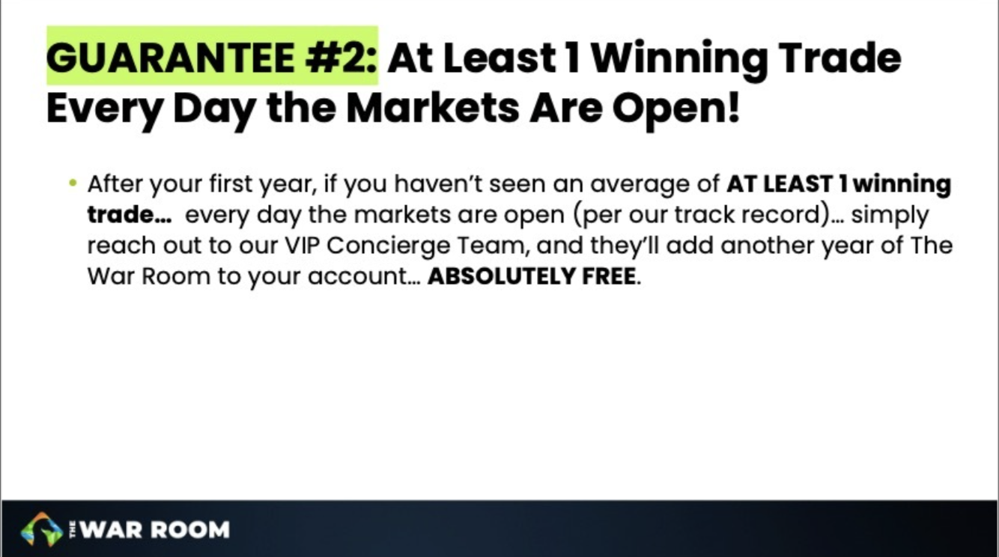 GUARANTEE #2: At Least 1 Winning Trade
Every Day the Markets Are Open!
• After your first year, if you haven’t seen an average of AT LEAST 1 winning
trade… every day the markets are open (per our track record)… simply
reach out to our VIP Concierge Team, and they’ll add another year of The
War Room to your account… ABSOLUTELY FREE.
THE WAR ROOM